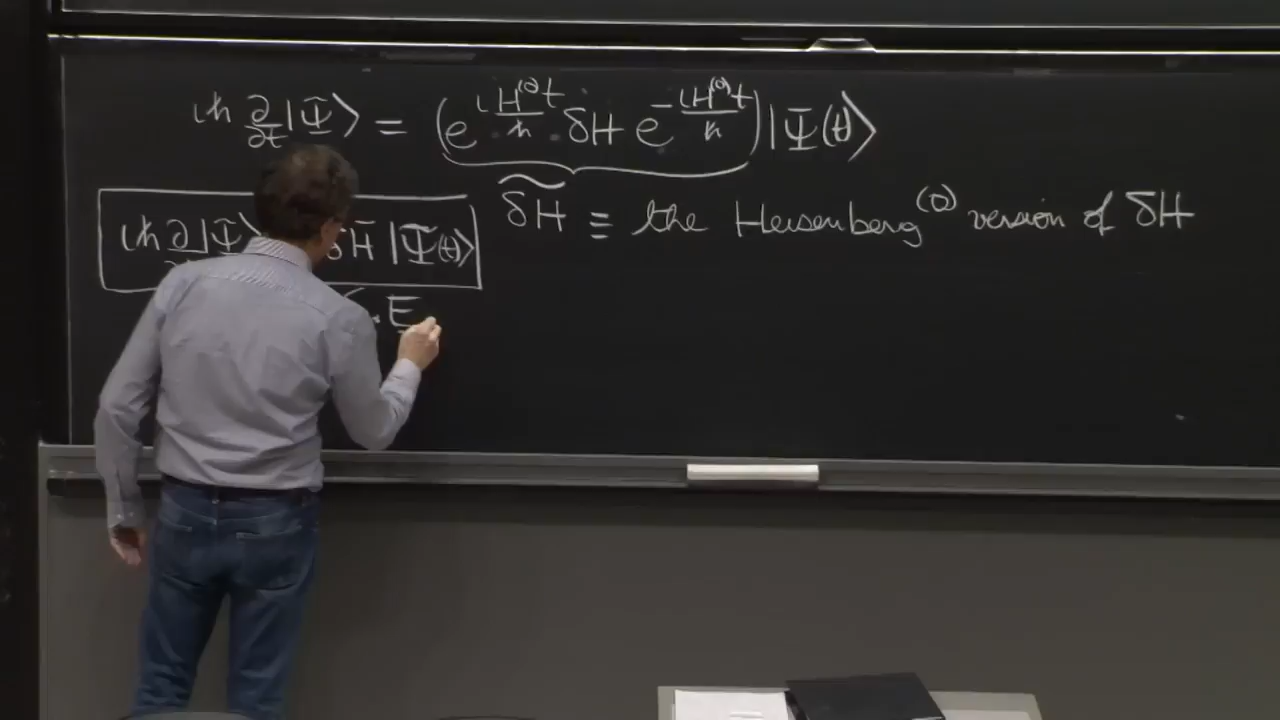 iħ ∂/∂t |Ψ̃⟩ = (e^{iH^{(0)}t/ħ} δH e^{-iH^{(0)}t/ħ}) |Ψ̃(t)⟩
δH̃ ≡ the Heisenberg^{(0)} version of δH
iħ ∂|Ψ̃⟩ δH̃ |Ψ̃(t)⟩
.E